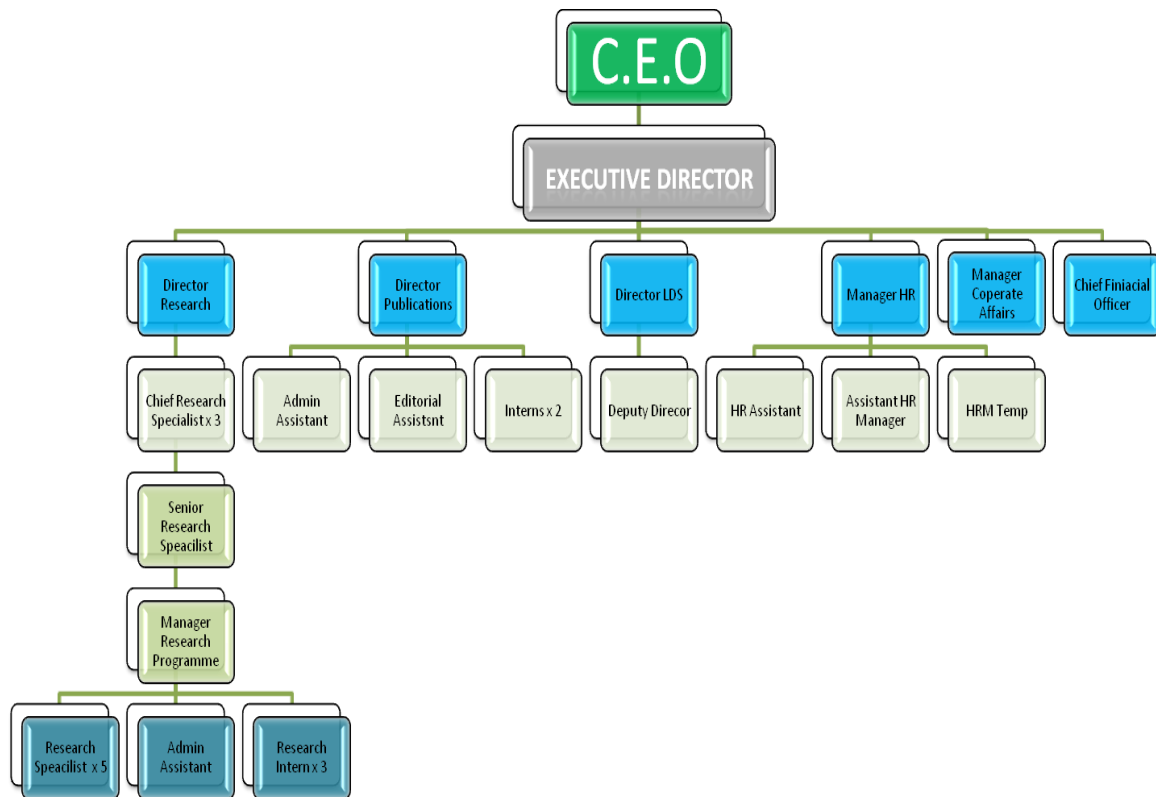 C.E.O
EXECUTIVE DIRECTOR
Director
Research
Director
Publications
Director LDS
Manager HR
Manager
Coperate
Affairs
Chief Finiacial
Officer
Chief Research
Specialist x 3
Admin
Assistant
Editorial
Assistsnt
Interns x 2
Deputy Direcor
HR Assistant
Assistant HR
Manager
HRM Temp
Senior
Research
Speacilist
Manager
Research
Programme
Research
Speacilist x 5
Admin
Assistant
Research
Intern x 3